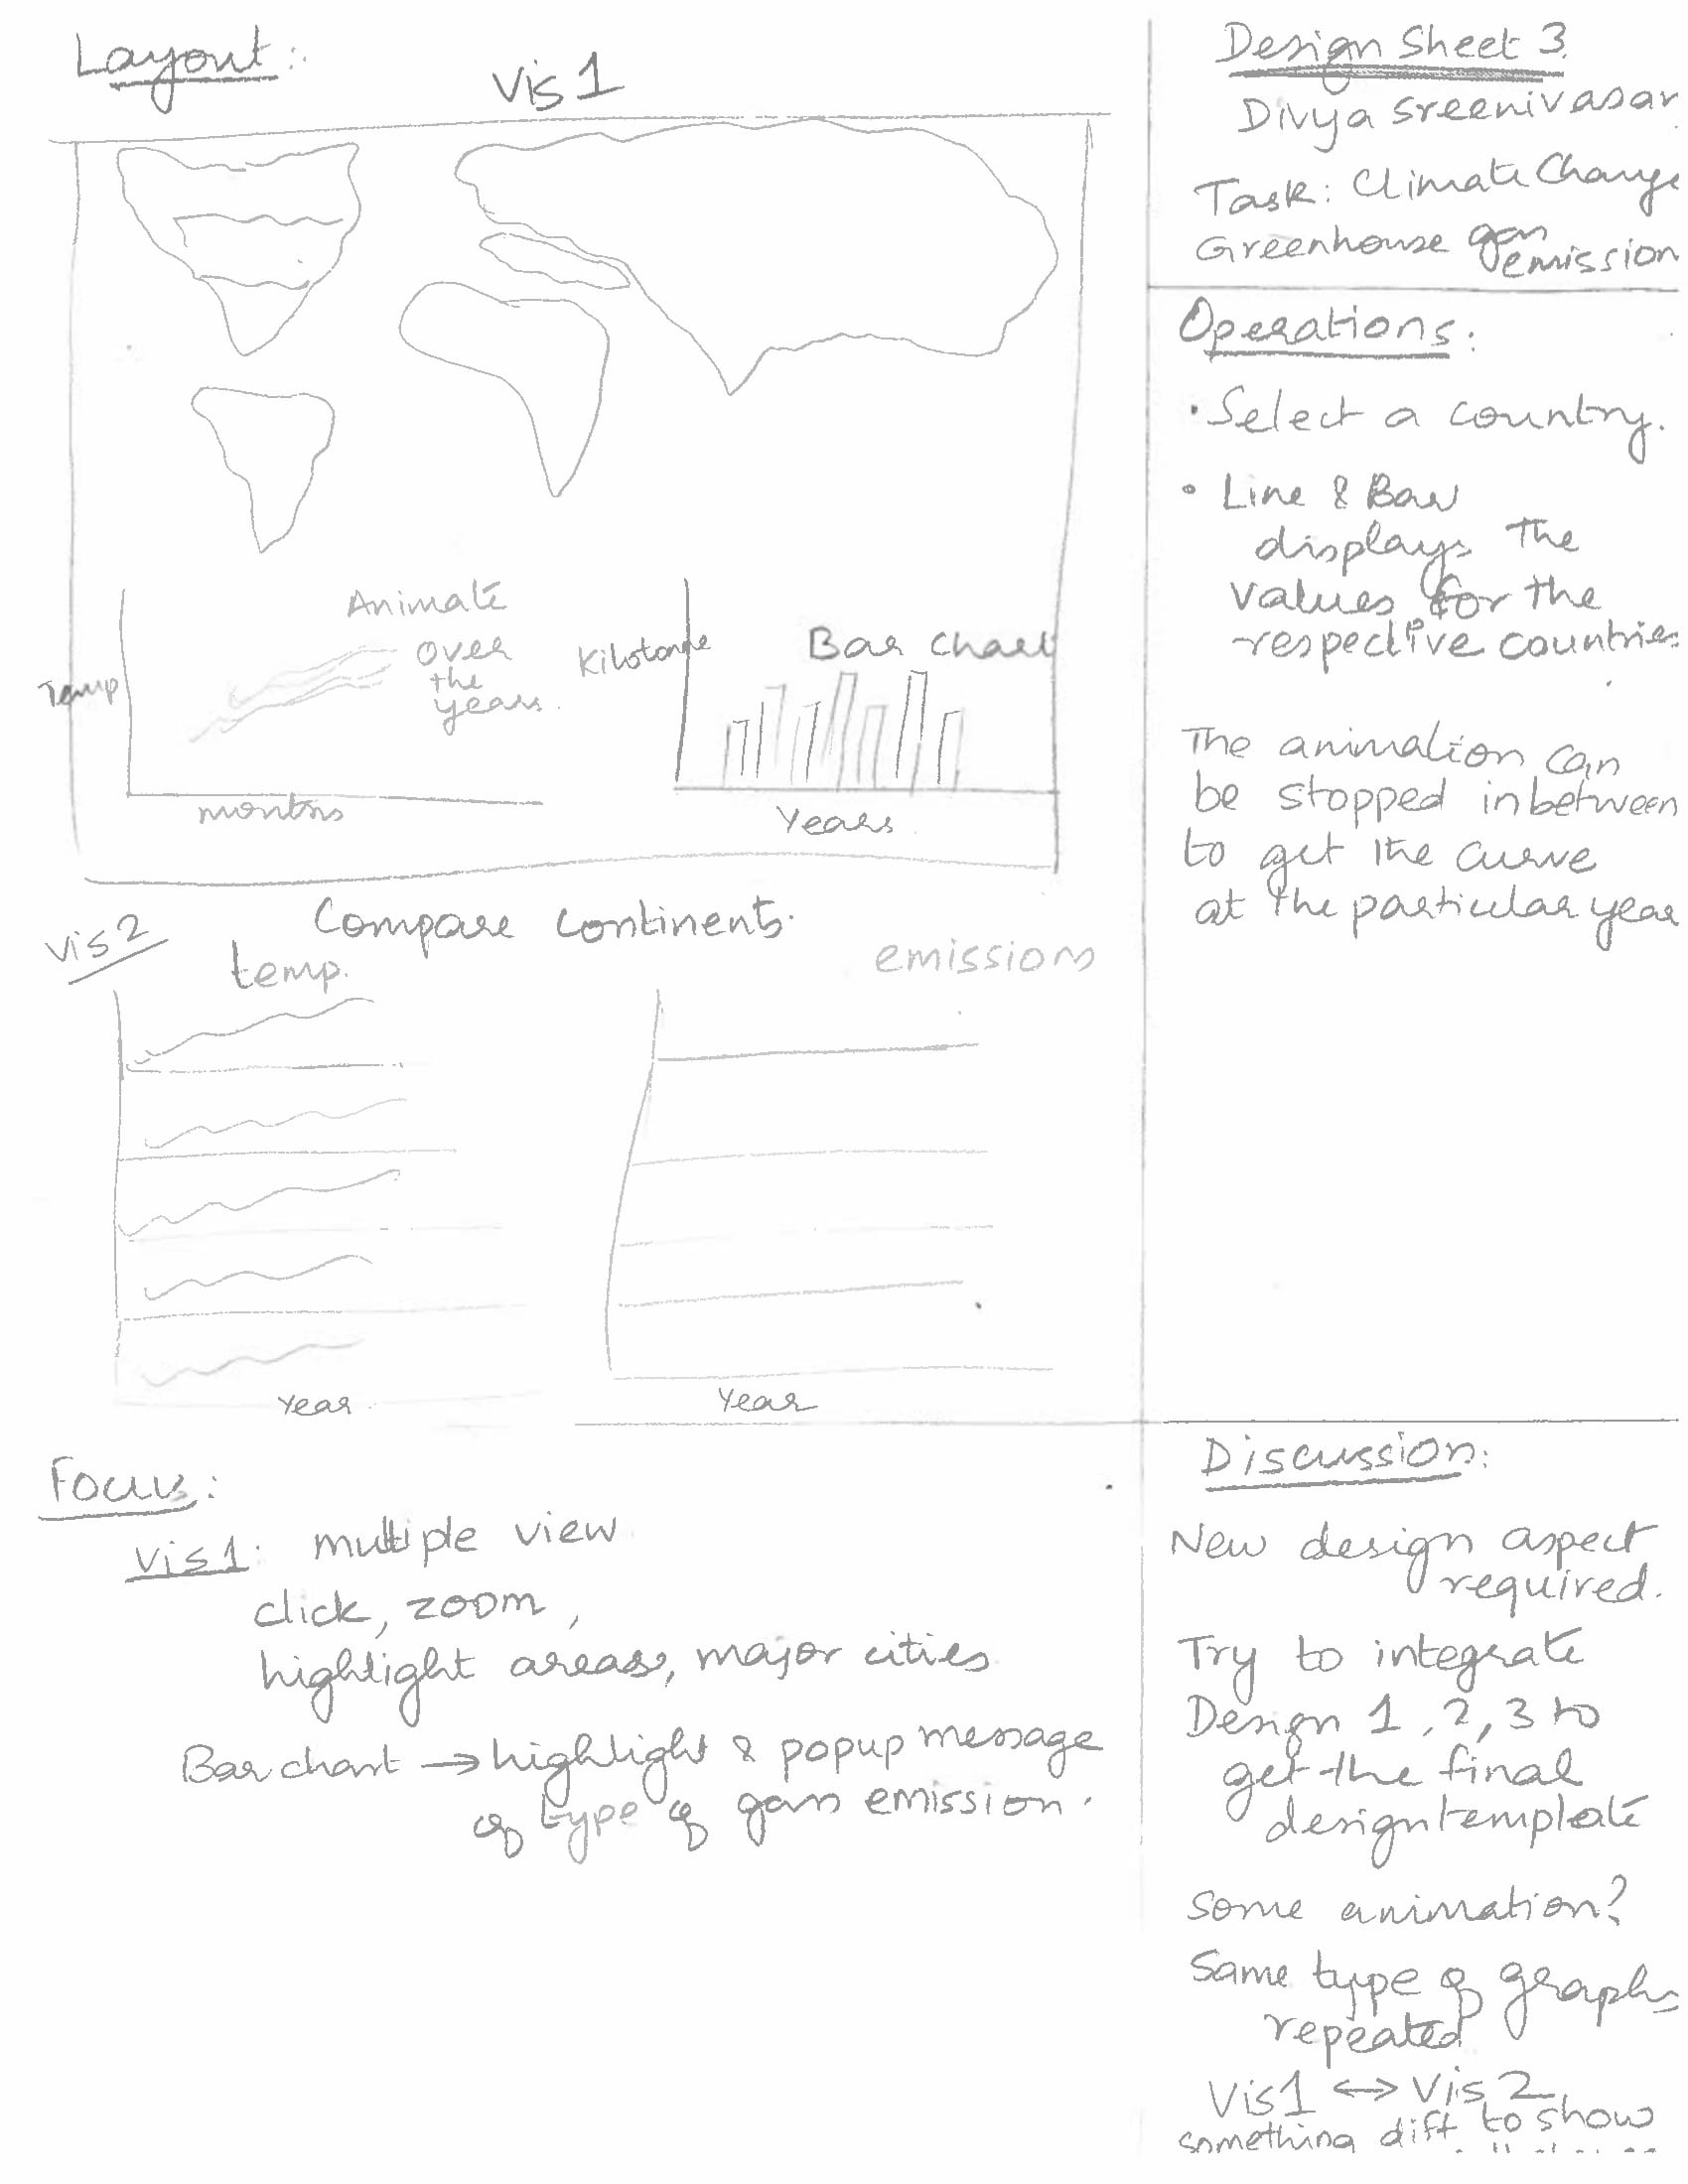 Layout:
Vis 1
Animate
over
the
years.
Temp
months
Kilotonne
Bar chart
Years
Vis 2
Compare continents.
temp.
emissions
Year
Year
Focus:
Vis 1: multiple view
click, zoom,
highlight areas, major cities
Bar chart → highlight & popup message
of type of gas emission.
Design Sheet 3
Divya Sreenivasan
Task: Climate Change
Greenhouse gas
emission
Operations:
• Select a country.
• Line & Bar
displays the
values for the
respective countries
The animation can
be stopped inbetween
to get the curve
at the particular year
Discussion:
New design aspect
required.
Try to integrate
Design 1, 2, 3 to
get the final
design template
Some animation?
Same type of graphs
repeated
Vis 1 ↔ Vis 2
something diff to show